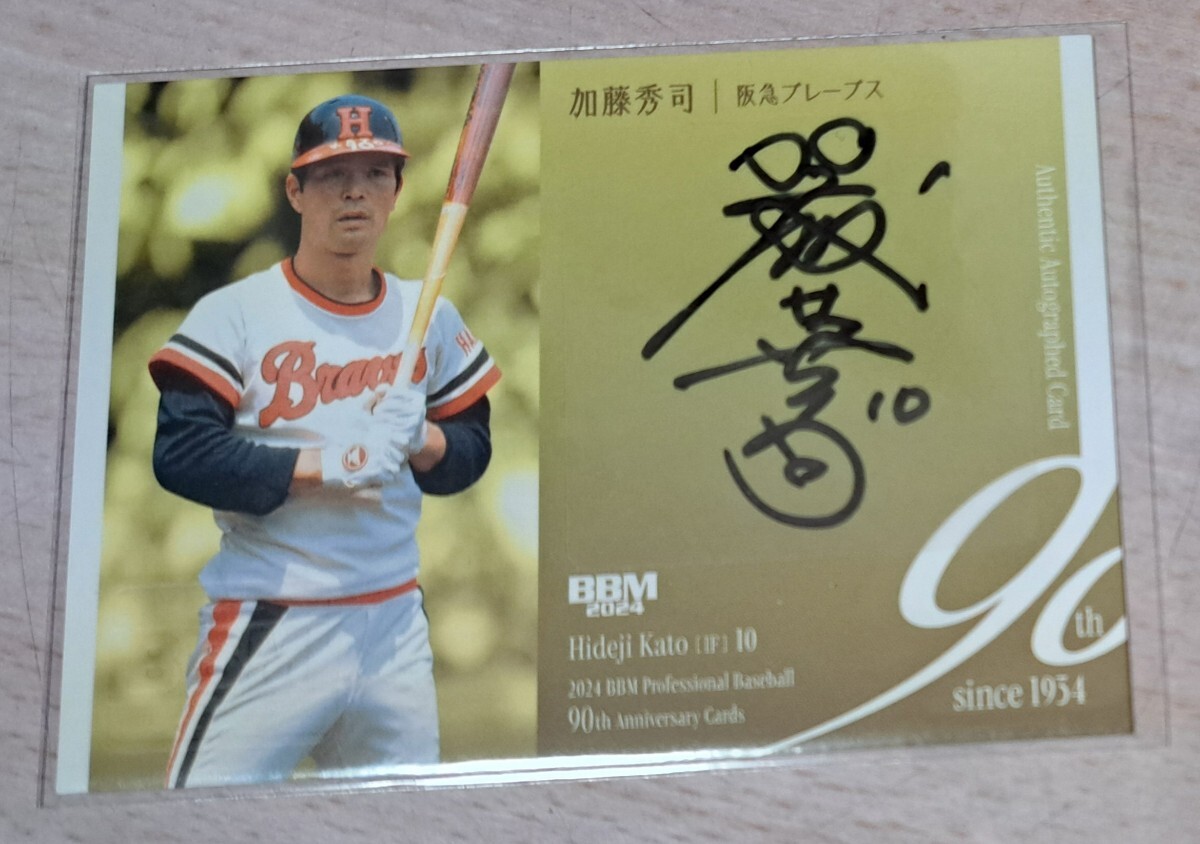 加藤秀司 | 阪急ブレーブス
H
Braves
Authentic Autographed Card
10
BBM
2024
Hideji Kato [IF] 10
2024 BBM Professional Baseball
90th Anniversary Cards
90th
since 1934